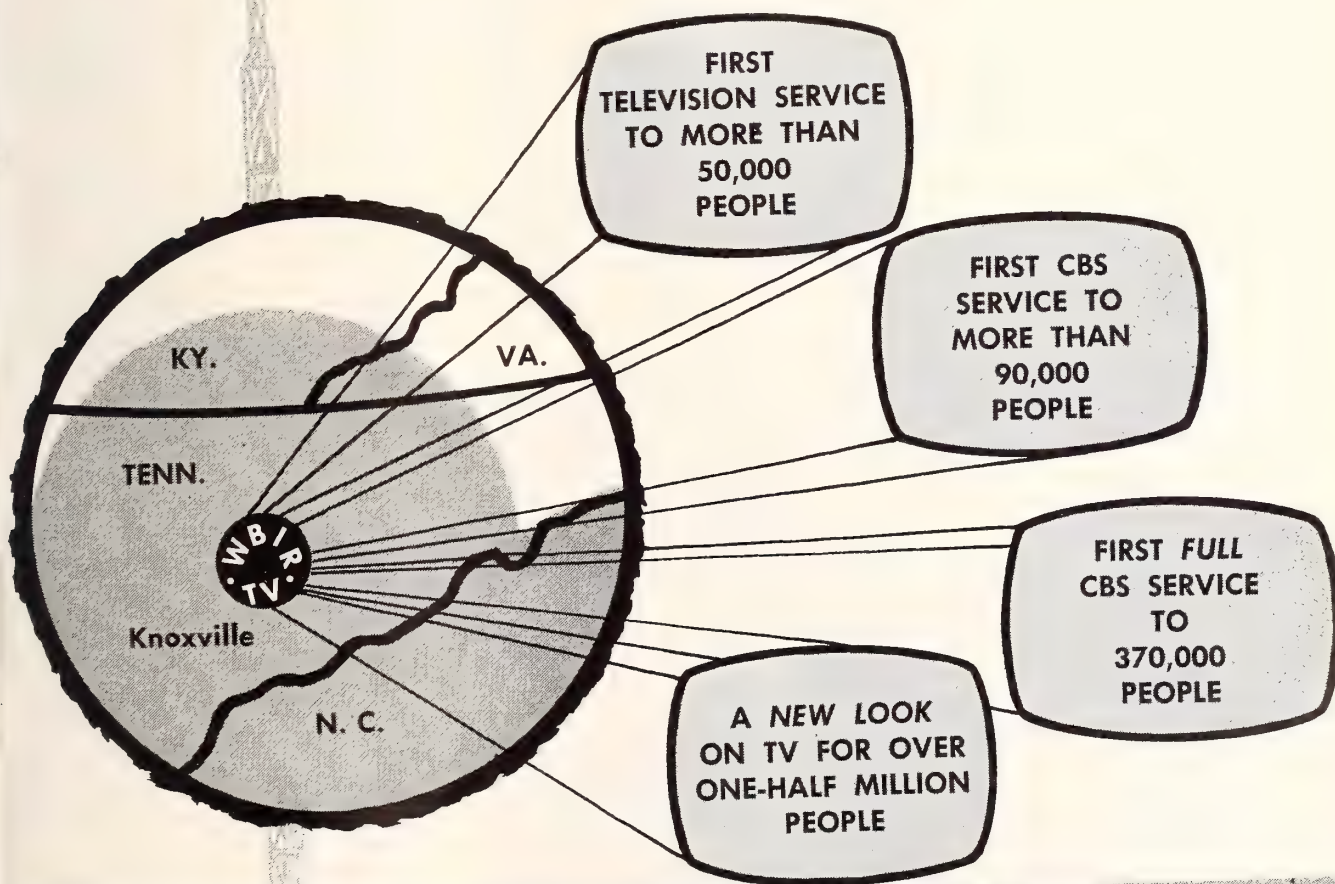 FIRST
TELEVISION SERVICE
TO MORE THAN
50,000
PEOPLE
FIRST CBS
SERVICE TO
MORE THAN
90,000
PEOPLE
KY.
VA.
TENN.
WBIR
• TV •
Knoxville
N. C.
FIRST FULL
CBS SERVICE
TO
370,000
PEOPLE
A NEW LOOK
ON TV FOR OVER
ONE-HALF MILLION
PEOPLE